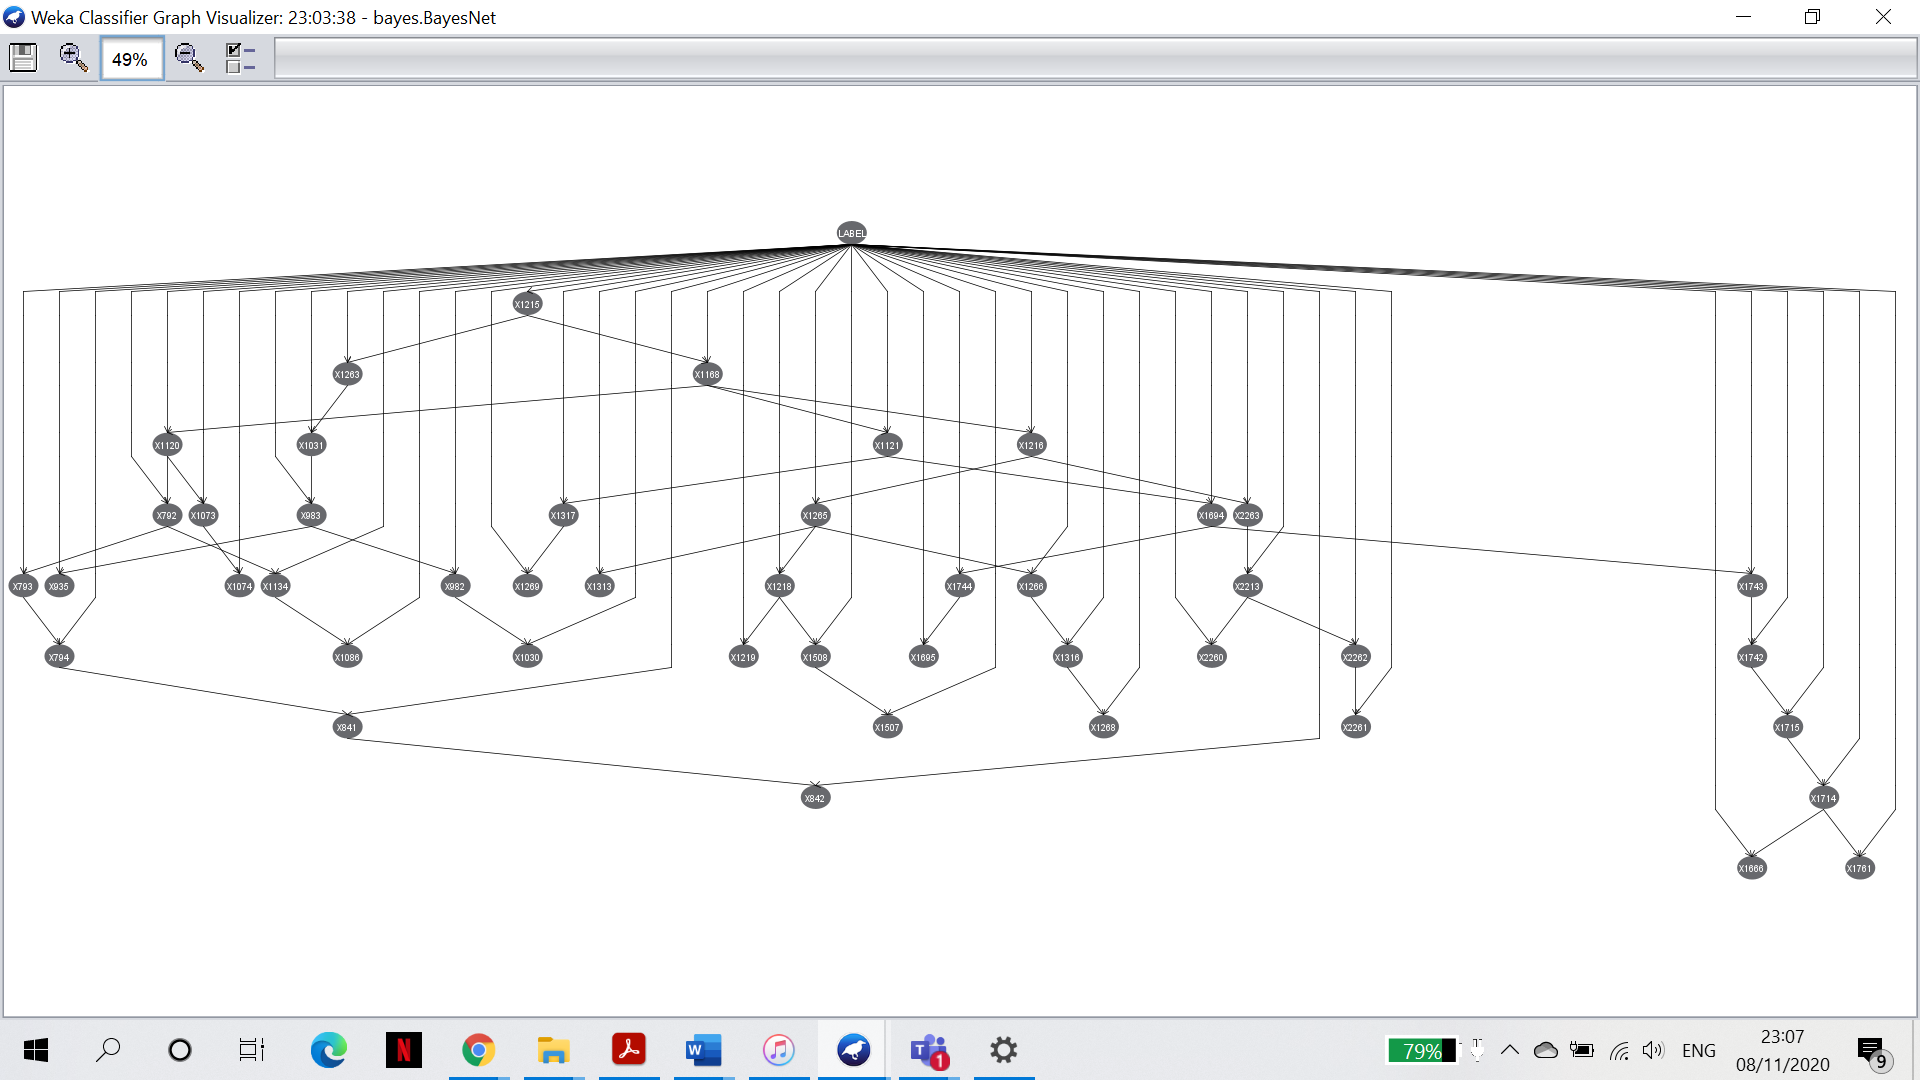 Weka Classifier Graph Visualizer: 23:03:38 - bayes.BayesNet
49%
LABEL
X1215
X1263 X1168
X1120 X1031 X1121 X1216
X792 X1073 X983 X1317 X1265 X1694 X2263
X793 X935 X1074 X1134 X982 X1269 X1313 X1218 X1744 X1266 X2213 X1743
X794 X1086 X1030 X1219 X1508 X1695 X1316 X2260 X2262 X1742
X841 X1507 X1268 X2261 X1715
X842 X1714
X1666 X1761
N
W
T
1
79%
ENG
23:07
08/11/2020
9